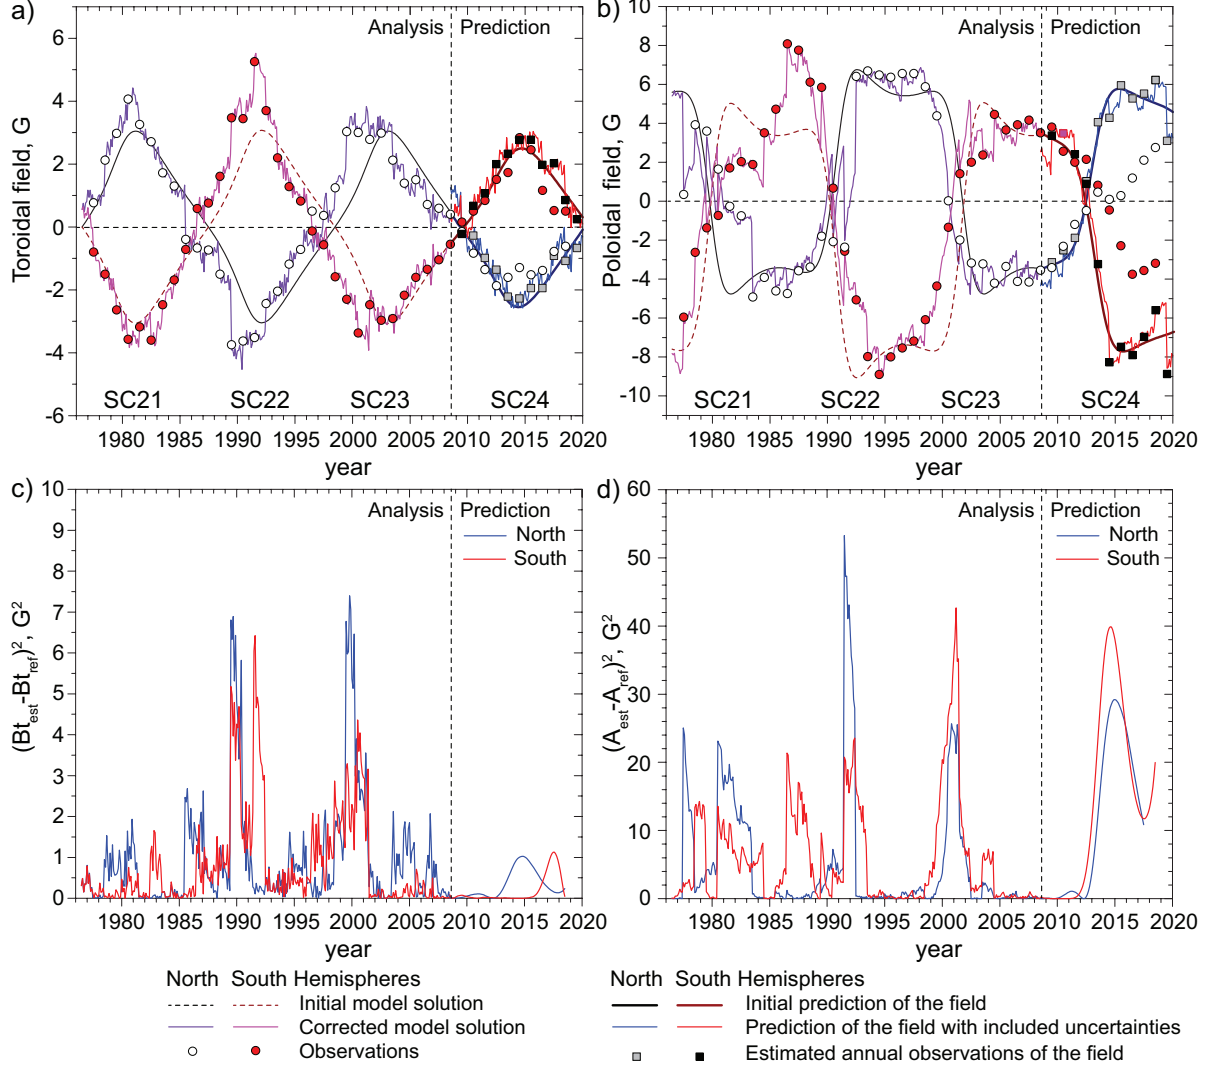 a)
Analysis Prediction
Toroidal field, G
6
4
2
0
-2
-4
-6
SC21 SC22 SC23 SC24
1980 1985 1990 1995 2000 2005 2010 2015 2020
year
b)
Analysis Prediction
Poloidal field, G
10
8
6
4
2
0
-2
-4
-6
-8
-10
SC21 SC22 SC23 SC24
1980 1985 1990 1995 2000 2005 2010 2015 2020
year
c)
Analysis Prediction
North
South
(Bt_est-Bt_ref)², G²
10
9
8
7
6
5
4
3
2
1
0
1980 1985 1990 1995 2000 2005 2010 2015 2020
year
d)
Analysis Prediction
North
South
(A_est-A_ref)², G²
60
50
40
30
20
10
0
1980 1985 1990 1995 2000 2005 2010 2015 2020
year
North South Hemispheres
Initial model solution
Corrected model solution
Observations
North South Hemispheres
Initial prediction of the field
Prediction of the field with included uncertainties
Estimated annual observations of the field